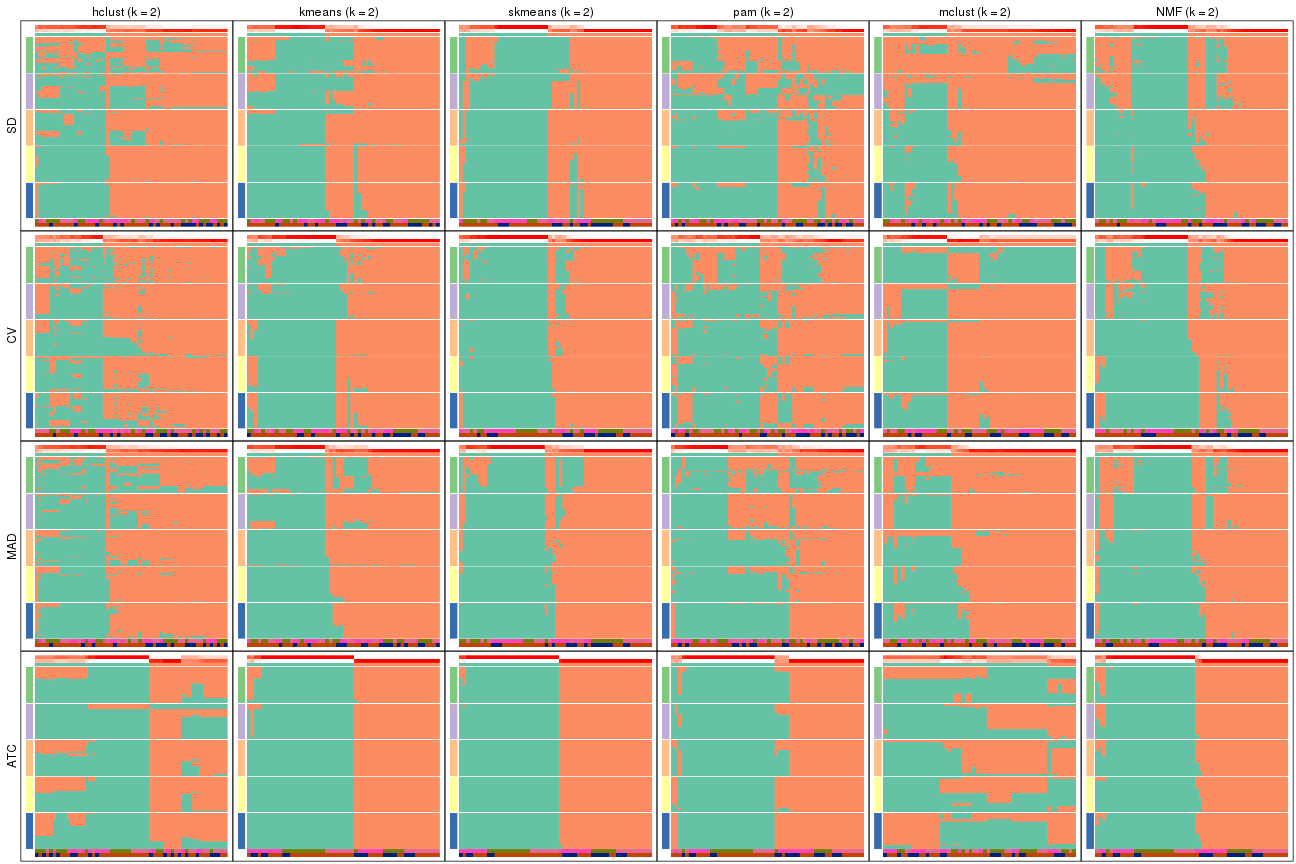 hclust (k = 2)
kmeans (k = 2)
skmeans (k = 2)
pam (k = 2)
mclust (k = 2)
NMF (k = 2)
SD
CV
MAD
ATC